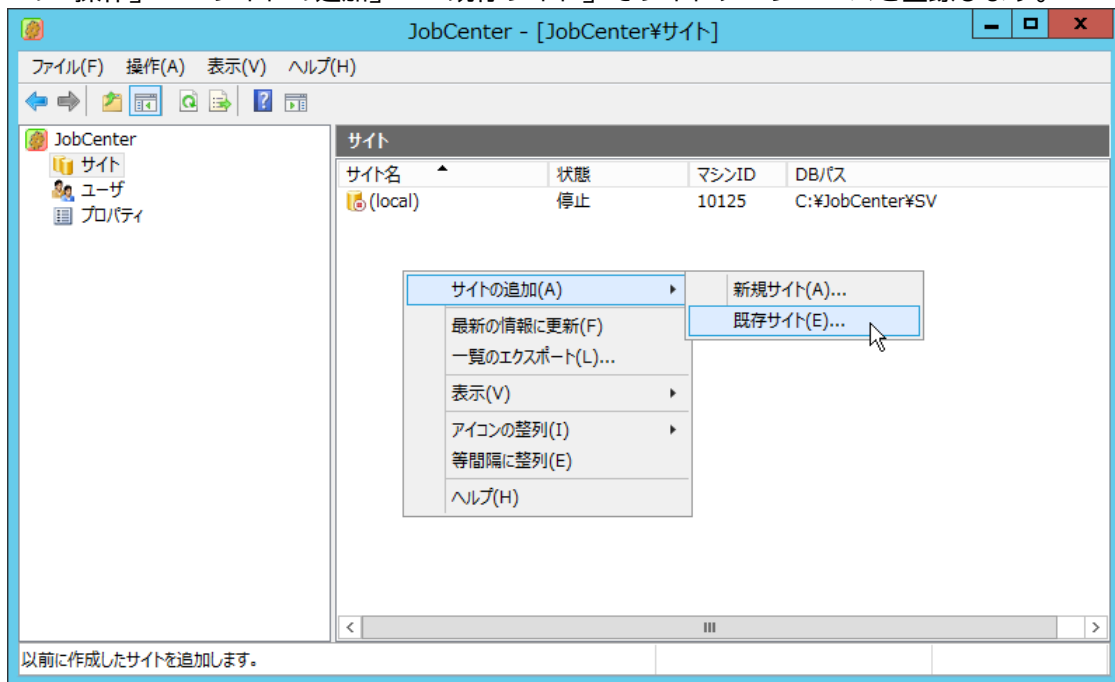 JobCenter - [JobCenter¥サイト]
ファイル(F) 操作(A) 表示(V) ヘルプ(H)
JobCenter
サイト
ユーザ
プロパティ
サイト
サイト名 状態 マシンID DBパス
(local) 停止 10125 C:¥JobCenter¥SV
サイトの追加(A)
最新の情報に更新(F)
一覧のエクスポート(L)...
表示(V)
アイコンの整列(I)
等間隔に整列(E)
ヘルプ(H)
新規サイト(A)...
既存サイト(E)...
以前に作成したサイトを追加します。